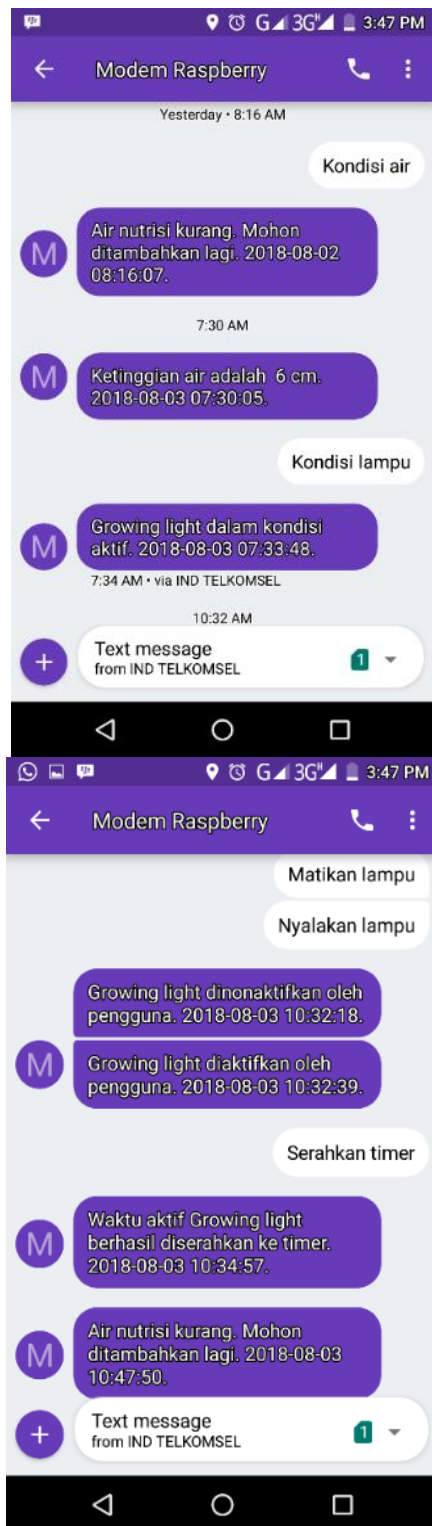 G 3G H 3:47 PM
Modem Raspberry
Yesterday • 8:16 AM
Kondisi air
M
Air nutrisi kurang. Mohon
ditambahkan lagi. 2018-08-02
08:16:07.
7:30 AM
M
Ketinggian air adalah 6 cm.
2018-08-03 07:30:05.
Kondisi lampu
M
Growing light dalam kondisi
aktif. 2018-08-03 07:33:48.
7:34 AM • via IND TELKOMSEL
10:32 AM
+
Text message
from IND TELKOMSEL
1
G 3G H 3:47 PM
Modem Raspberry
Matikan lampu
Nyalakan lampu
Growing light dinonaktifkan oleh
pengguna. 2018-08-03 10:32:18.
M
Growing light diaktifkan oleh
pengguna. 2018-08-03 10:32:39.
Serahkan timer
M
Waktu aktif Growing light
berhasil diserahkan ke timer.
2018-08-03 10:34:57.
M
Air nutrisi kurang. Mohon
ditambahkan lagi. 2018-08-03
10:47:50.
+
Text message
from IND TELKOMSEL
1